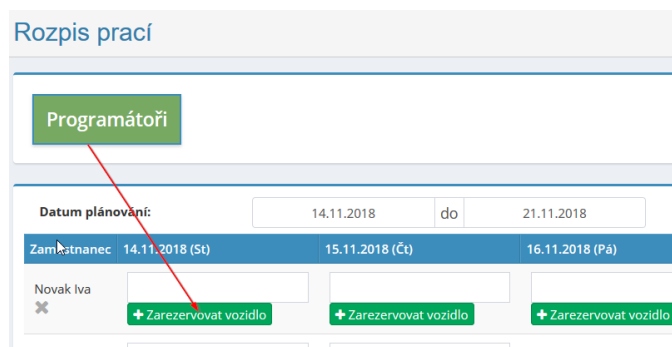 Rozpis prací
Programátoři
Datum plánování: 14.11.2018 do 21.11.2018
Zaměstnanec 14.11.2018 (St) 15.11.2018 (Čt) 16.11.2018 (Pá)
Novak Iva
Zarezervovat vozidlo Zarezervovat vozidlo Zarezervovat vozidlo